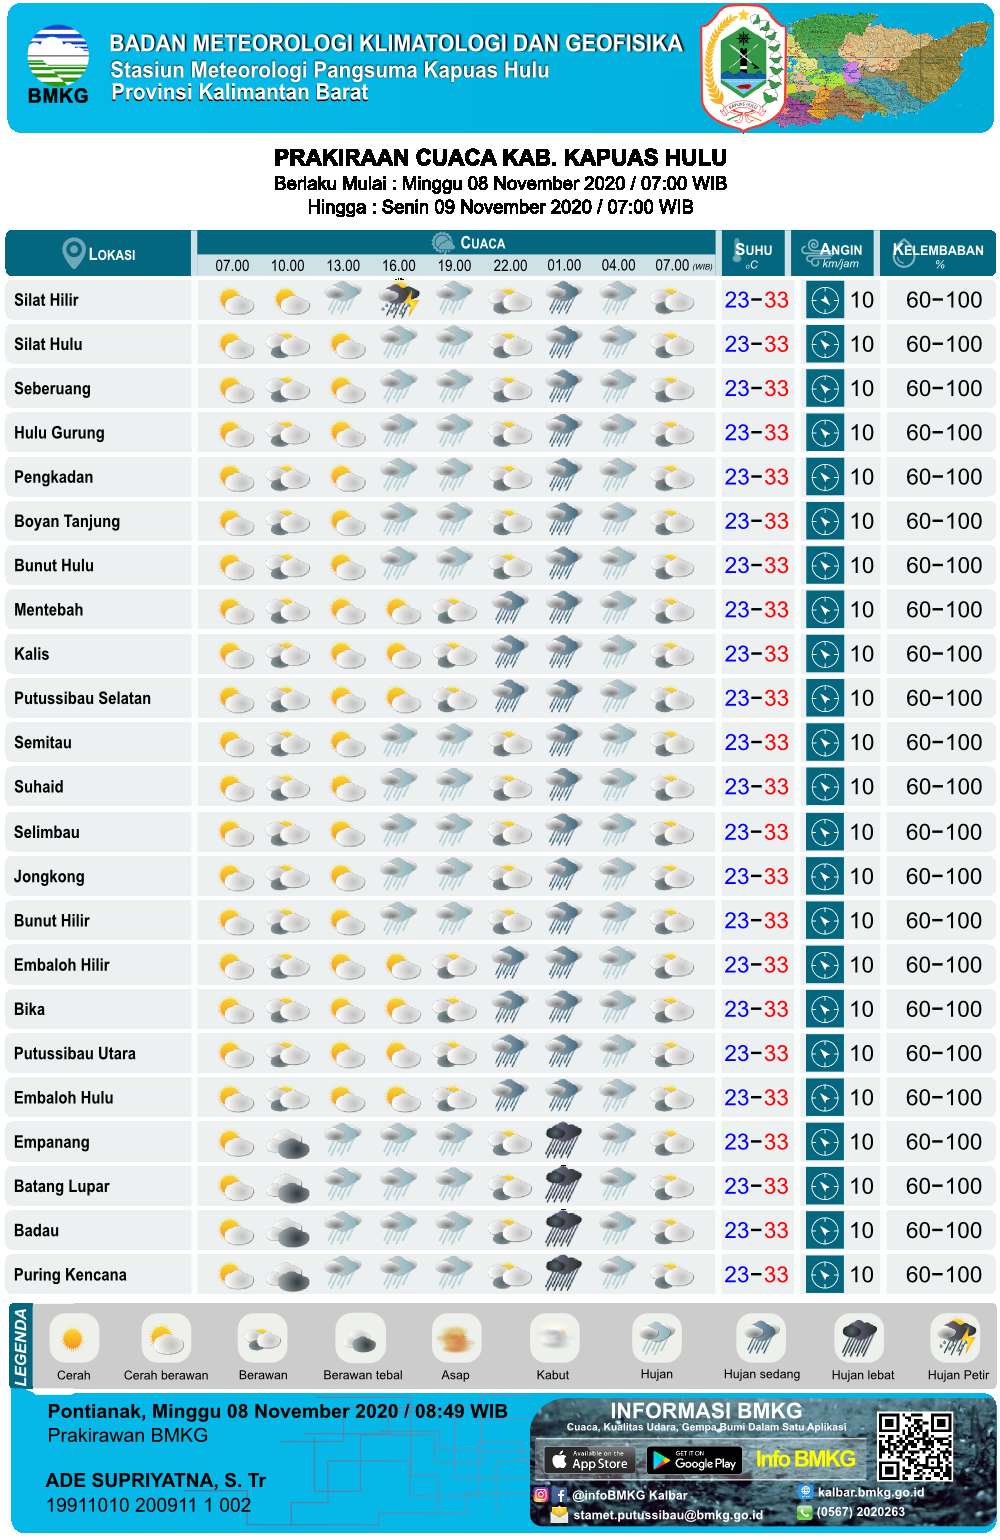 BMKG
BADAN METEOROLOGI KLIMATOLOGI DAN GEOFISIKA
Stasiun Meteorologi Pangsuma Kapuas Hulu
Provinsi Kalimantan Barat
KAPUAS HULU
PRAKIRAAN CUACA KAB. KAPUAS HULU
Berlaku Mulai : Minggu 08 November 2020 / 07:00 WIB
Hingga : Senin 09 November 2020 / 07:00 WIB
LOKASI CUACA SUHU ANGIN KELEMBABAN
07.00 10.00 13.00 16.00 19.00 22.00 01.00 04.00 07.00 (WIB) °C km/jam %
Silat Hilir 23-33 10 60-100
Silat Hulu 23-33 10 60-100
Seberuang 23-33 10 60-100
Hulu Gurung 23-33 10 60-100
Pengkadan 23-33 10 60-100
Boyan Tanjung 23-33 10 60-100
Bunut Hulu 23-33 10 60-100
Mentebah 23-33 10 60-100
Kalis 23-33 10 60-100
Putussibau Selatan 23-33 10 60-100
Semitau 23-33 10 60-100
Suhaid 23-33 10 60-100
Selimbau 23-33 10 60-100
Jongkong 23-33 10 60-100
Bunut Hilir 23-33 10 60-100
Embaloh Hilir 23-33 10 60-100
Bika 23-33 10 60-100
Putussibau Utara 23-33 10 60-100
Embaloh Hulu 23-33 10 60-100
Empanang 23-33 10 60-100
Batang Lupar 23-33 10 60-100
Badau 23-33 10 60-100
Puring Kencana 23-33 10 60-100
LEGENDA
Cerah Cerah berawan Berawan Berawan tebal Asap Kabut Hujan Hujan sedang Hujan lebat Hujan Petir
Pontianak, Minggu 08 November 2020 / 08:49 WIB
Prakirawan BMKG
ADE SUPRIYATNA, S. Tr
19911010 200911 1 002
INFORMASI BMKG
Cuaca, Kualitas Udara, Gempa Bumi Dalam Satu Aplikasi
Available on the App Store
GET IT ON Google Play
Info BMKG
@infoBMKG Kalbar
kalbar.bmkg.go.id
stamet.putussibau@bmkg.go.id
(0567) 2020263